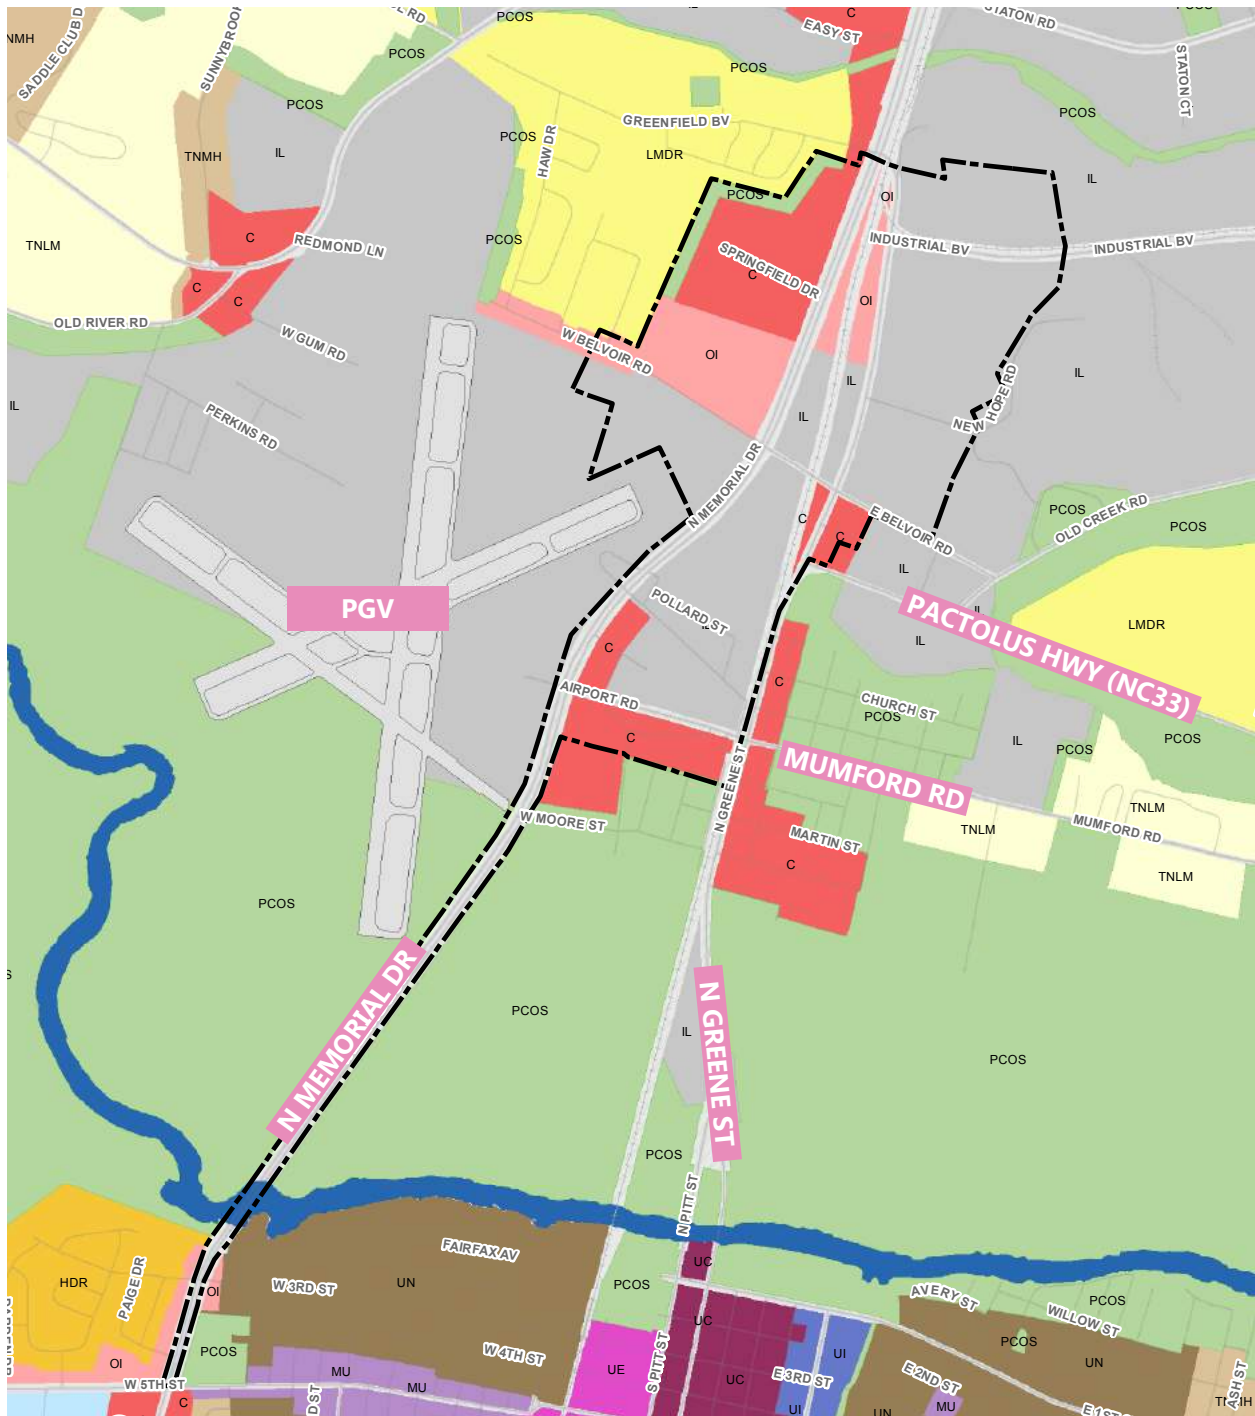 PCOS
C
EASY ST
STATON RD
STATON CT
NMH
SADDLE CLUB D
SUNNYBROOK
PCOS
PCOS
PCOS
PCOS
PCOS
GREENFIELD BV
LMDR
HAW DR
TNMH
IL
IL
PCOS
OI
TNLM
C
REDMOND LN
PCOS
SPRINGFIELD DR
C
INDUSTRIAL BV
INDUSTRIAL BV
C
C
OI
OLD RIVER RD
W GUM RD
W BELVOIR RD
OI
IL
IL
IL
IL
PERKINS RD
NEW HOPE RD
N MEMORIAL DR
PCOS
OLD CREEK RD
PCOS
C
C
E BELVOIR RD
IL
PGV
POLLARD ST
IL
IL
PACTOLUS HWY (NC33)
LMDR
C
IL
AIRPORT RD
C
CHURCH ST
PCOS
C
IL
PCOS
PCOS
MUMFORD RD
N GREENE ST
W MOORE ST
MARTIN ST
TNLM
TNLM
MUMFORD RD
C
TNLM
PCOS
N MEMORIAL DR
PCOS
N GREENE ST
IL
PCOS
PCOS
N PITT ST
FAIRFAX AV
UC
HDR
PAIGE DR
OI
W 3RD ST
UN
PCOS
AVERY ST
PCOS
WILLOW ST
UC
PCOS
W 4TH ST
S PITT ST
UI
PCOS
UN
OI
MU
UE
UC
E 3RD ST
E 2ND ST
W 5TH ST
MU
C
D ST
UI
UN
MU
E 1ST
ASH ST